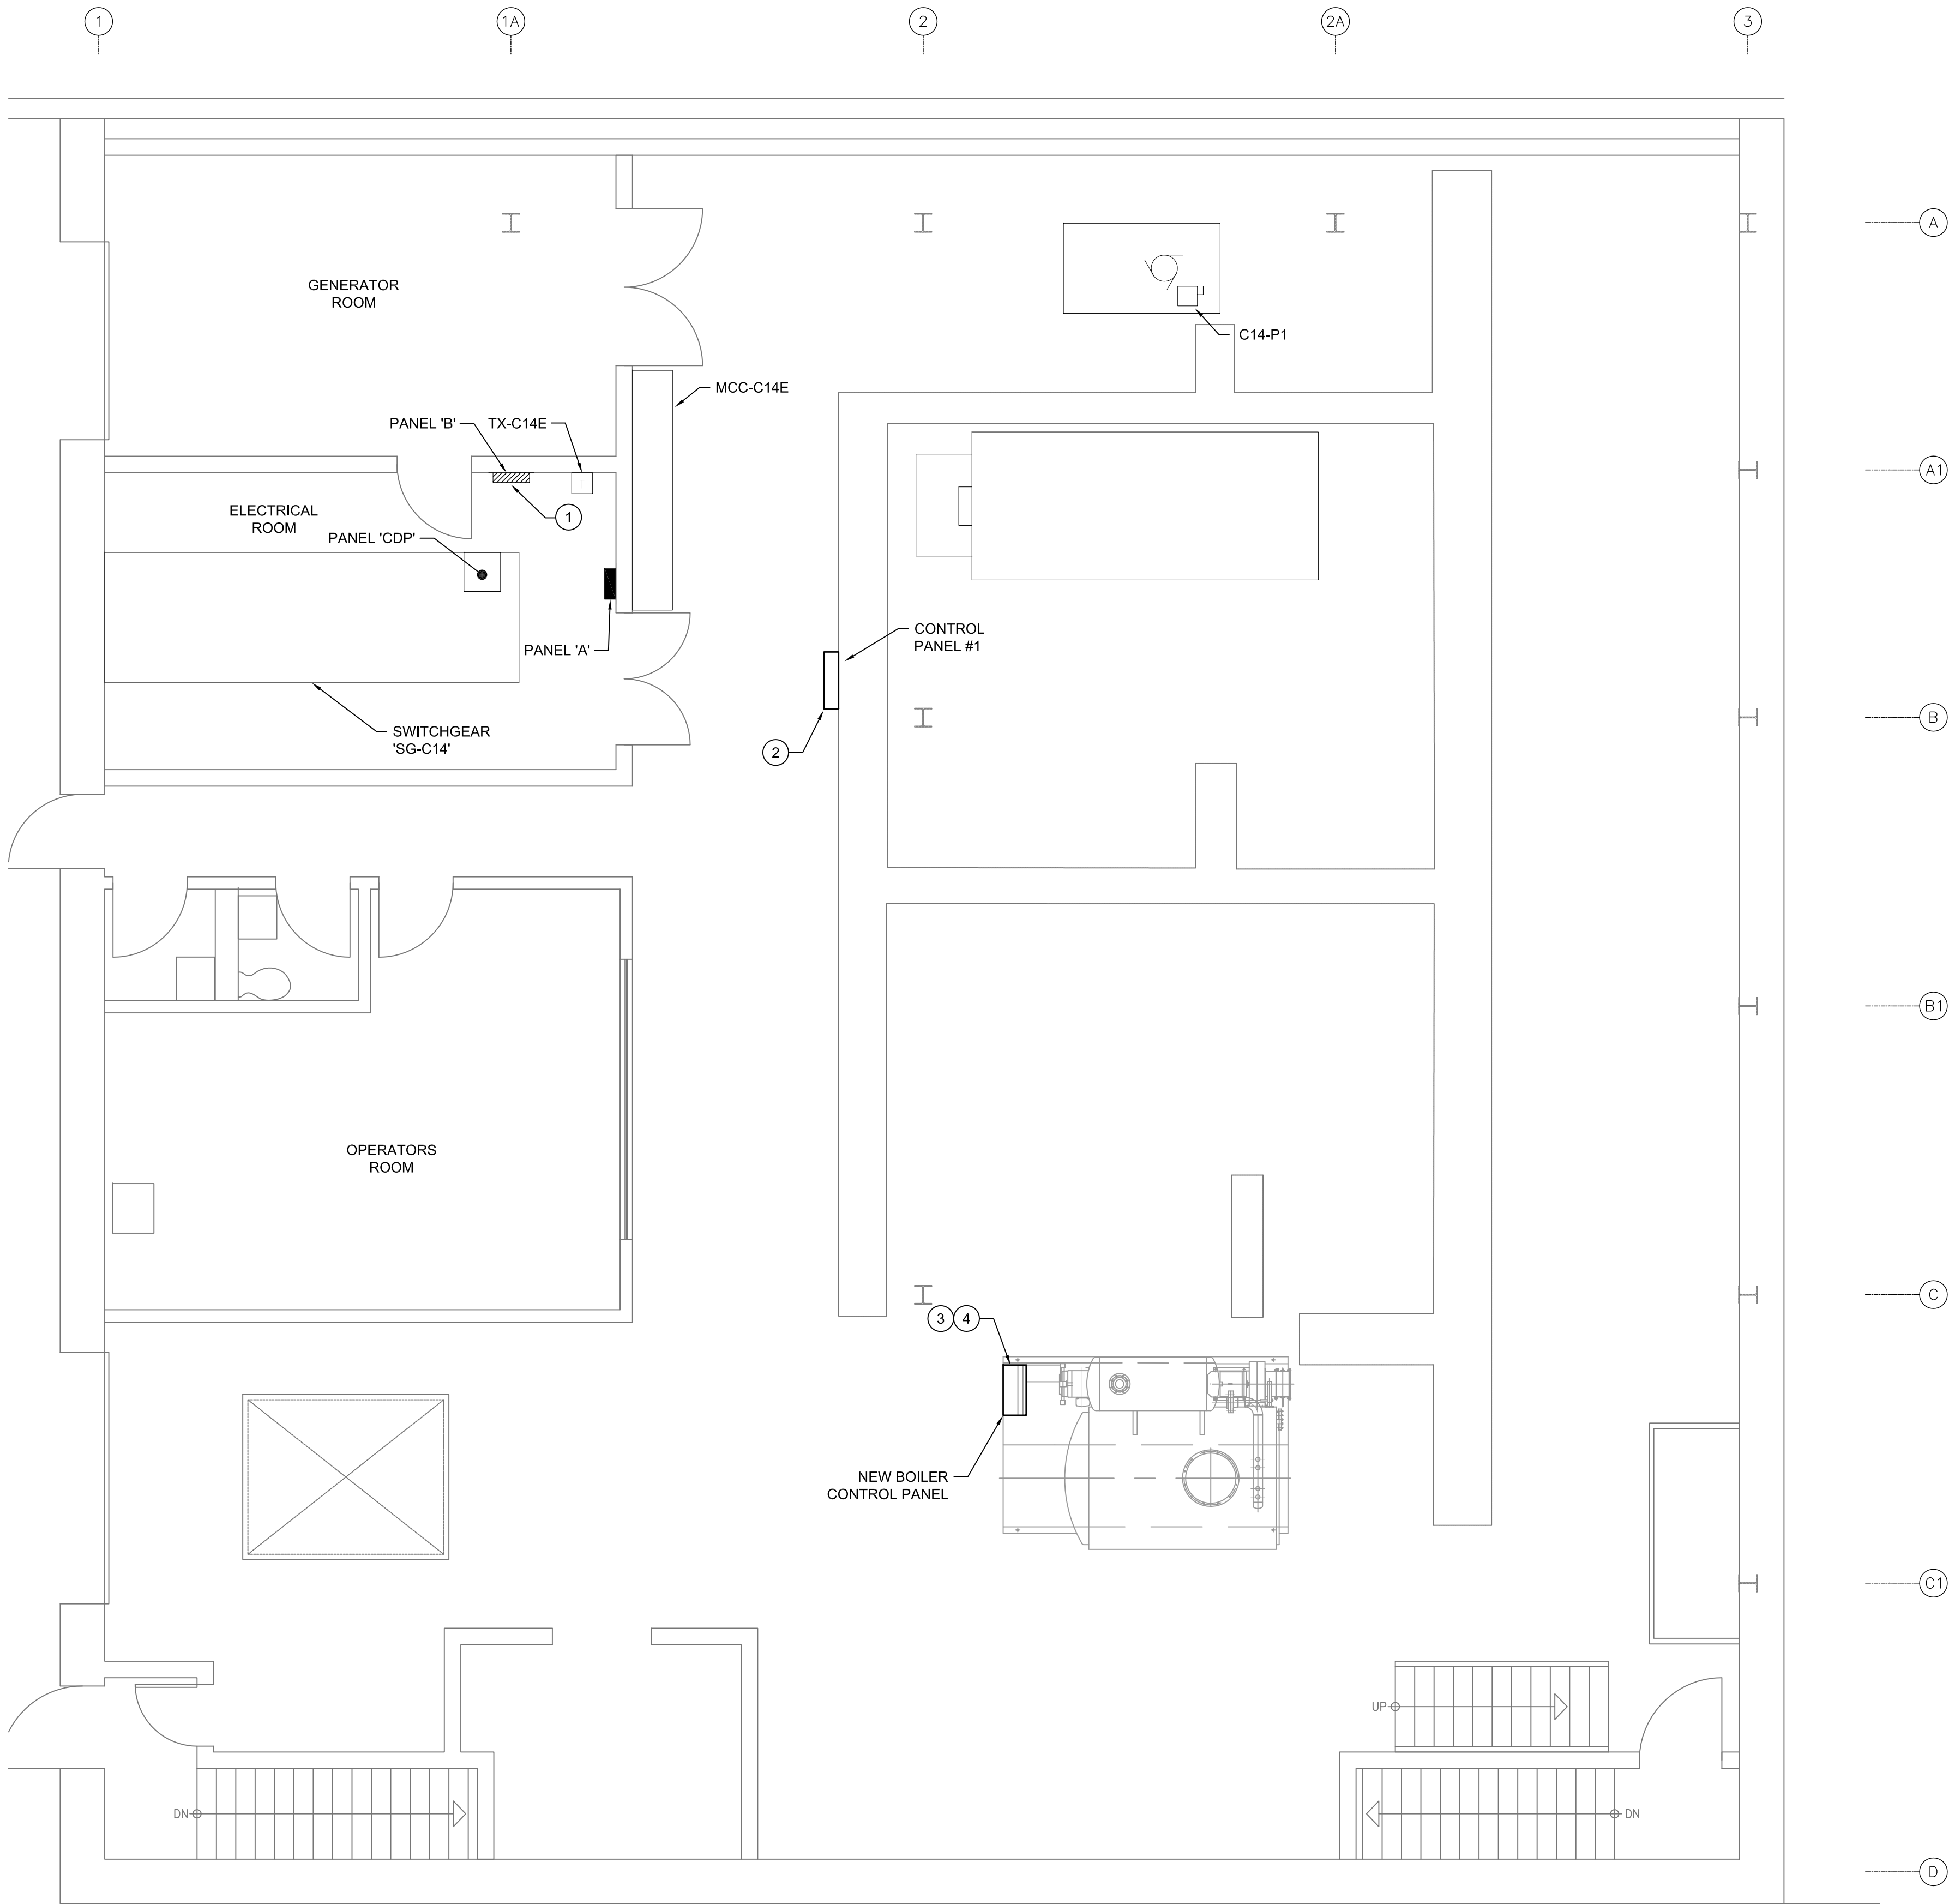 1
1A
2
2A
3
A
GENERATOR
ROOM
C14-P1
MCC-C14E
PANEL 'B'
TX-C14E
A1
T
1
ELECTRICAL
ROOM
PANEL 'CDP'
CONTROL
PANEL #1
PANEL 'A'
B
SWITCHGEAR
'SG-C14'
2
B1
OPERATORS
ROOM
C
3
4
NEW BOILER
CONTROL PANEL
C1
UP
DN
DN
D